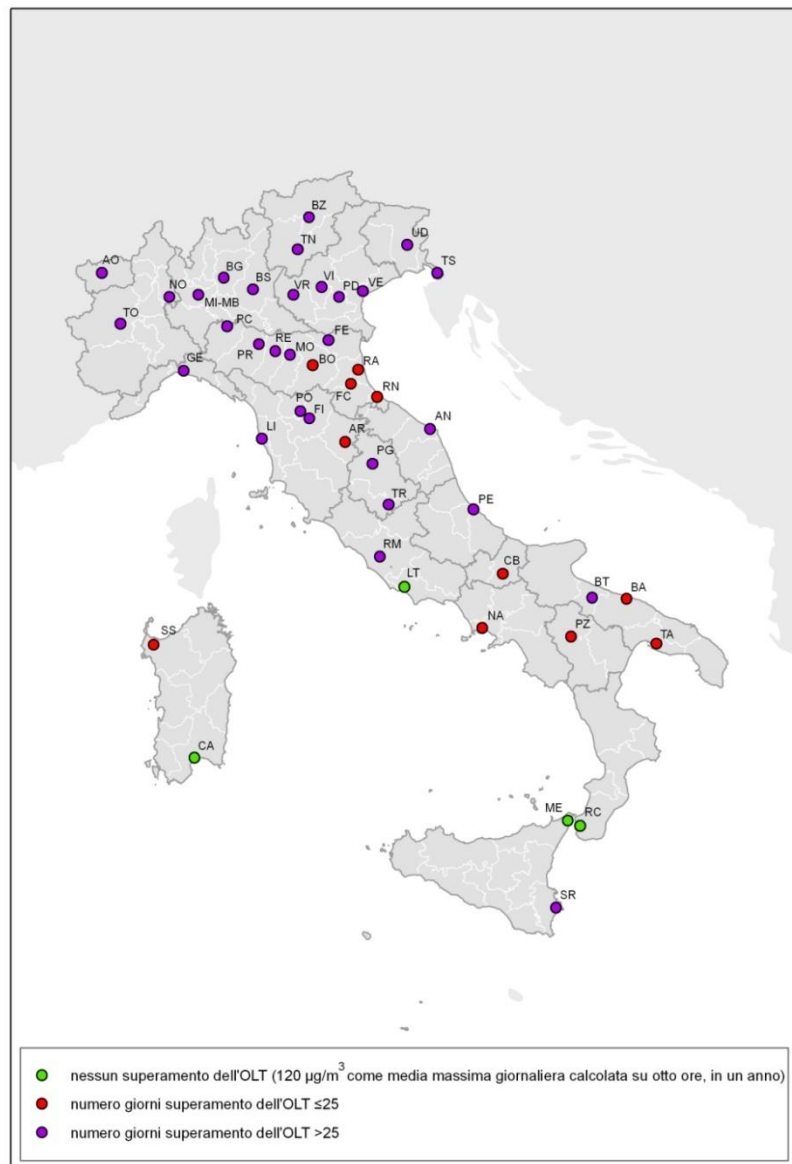 BZ
UD
TN
AO
TS
BG
BS
VI
VE
NO
VR
PD
MI-MB
TO
PC
FE
RE
MO
PR
BO
RA
GE
FC
RN
PO
FI
AN
LI
AR
PG
TR
PE
RM
CB
LT
BT
BA
NA
PZ
TA
SS
CA
ME
RC
SR
nessun superamento dell'OLT (120 µg/m³ come media massima giornaliera calcolata su otto ore, in un anno)
numero giorni superamento dell'OLT ≤25
numero giorni superamento dell'OLT >25